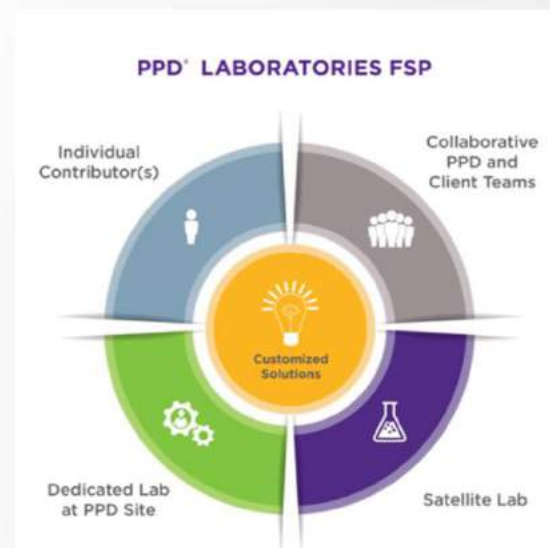 PPD® LABORATORIES FSP
Individual
Contributor(s)
Collaborative
PPD and
Client Teams
Customized
Solutions
Dedicated Lab
at PPD Site
Satellite Lab